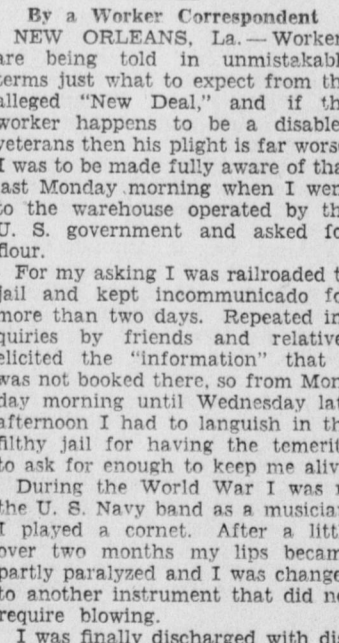 By a Worker Correspondent
NEW ORLEANS, La. — Worker
are being told in unmistakabl
terms just what to expect from th
alleged "New Deal," and if th
worker happens to be a disable
veterans then his plight is far wors
I was to be made fully aware of tha
last Monday morning when I wen
to the warehouse operated by th
U. S. government and asked fo
flour.
For my asking I was railroaded t
jail and kept incommunicado fo
more than two days. Repeated in
quiries by friends and relative
elicited the "information" that
was not booked there, so from Mon
day morning until Wednesday lat
afternoon I had to languish in th
filthy jail for having the temerit
to ask for enough to keep me aliv
During the World War I was
the U. S. Navy band as a musicia
I played a cornet. After a littl
over two months my lips becam
partly paralyzed and I was change
to another instrument that did n
require blowing.
I was finally discharged with di